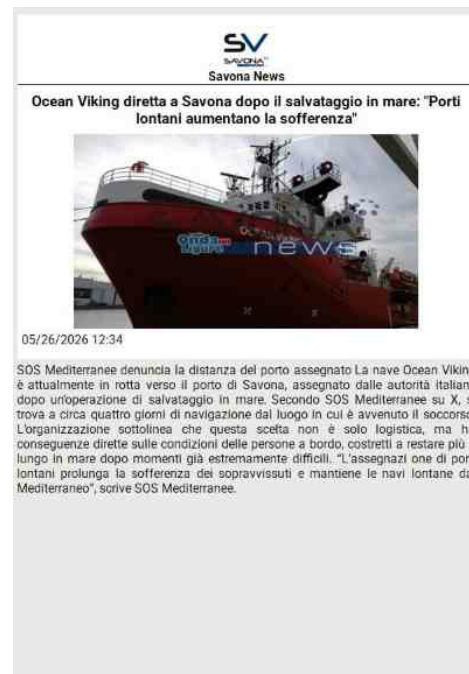 SV
SAVONA
Savona News
Ocean Viking diretta a Savona dopo il salvataggio in mare: "Porti
lontani aumentano la sofferenza"
OCEAN VIKING
onda
ligure
news
05/26/2026 12:34
SOS Mediterranee denuncia la distanza del porto assegnato La nave Ocean Vikin
è attualmente in rotta verso il porto di Savona, assegnato dalle autorità italian
dopo un'operazione di salvataggio in mare. Secondo SOS Mediterranee su X, s
trova a circa quattro giorni di navigazione dal luogo in cui è avvenuto il soccorso
L'organizzazione sottolinea che questa scelta non è solo logistica, ma h
conseguenze dirette sulle condizioni delle persone a bordo, costretti a restare più
lungo in mare dopo momenti già estremamente difficili. "L'assegnazi one di por
lontani prolunga la sofferenza dei sopravvissuti e mantiene le navi lontane da
Mediterraneo", scrive SOS Mediterranee.